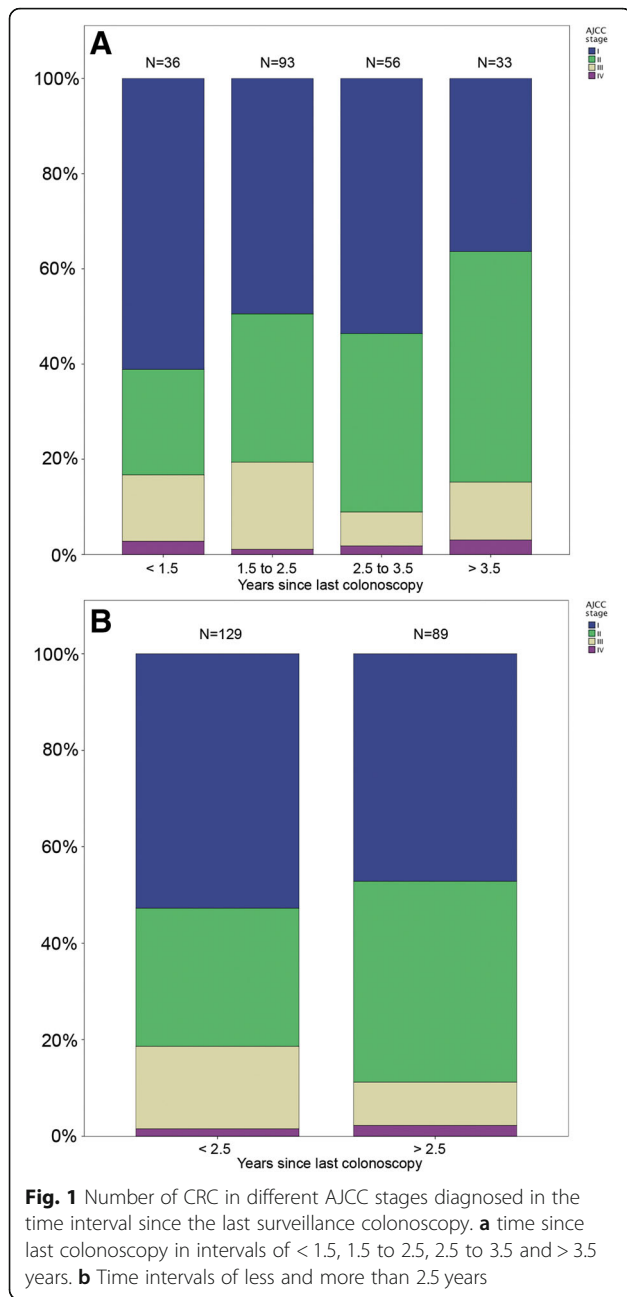 A
AJCC
stage
I
II
III
IV
N=36 N=93 N=56 N=33
100%
80%
60%
40%
20%
0%
< 1.5 1.5 to 2.5 2.5 to 3.5 > 3.5
Years since last colonoscopy
B
AJCC
stage
I
II
III
IV
N=129 N=89
100%
80%
60%
40%
20%
0%
< 2.5 > 2.5
Years since last colonoscopy
Fig. 1 Number of CRC in different AJCC stages diagnosed in the
time interval since the last surveillance colonoscopy. a time since
last colonoscopy in intervals of < 1.5, 1.5 to 2.5, 2.5 to 3.5 and > 3.5
years. b Time intervals of less and more than 2.5 years